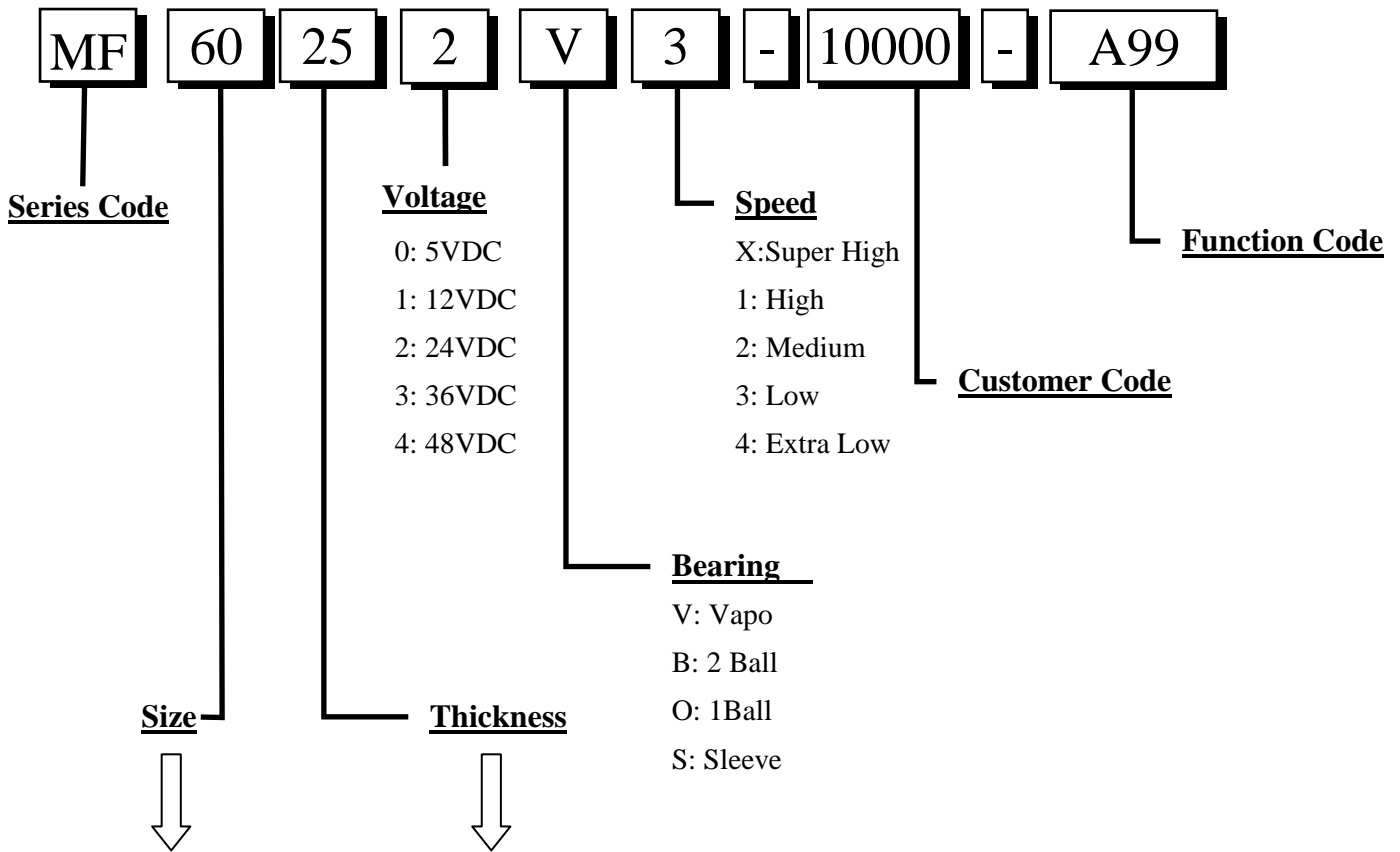 MF 60 25 2 V 3 - 10000 - A99
Series Code
Voltage
0: 5VDC
1: 12VDC
2: 24VDC
3: 36VDC
4: 48VDC
Speed
X:Super High
1: High
2: Medium
3: Low
4: Extra Low
Function Code
Customer Code
Bearing
V: Vapo
B: 2 Ball
O: 1Ball
S: Sleeve
Size
Thickness